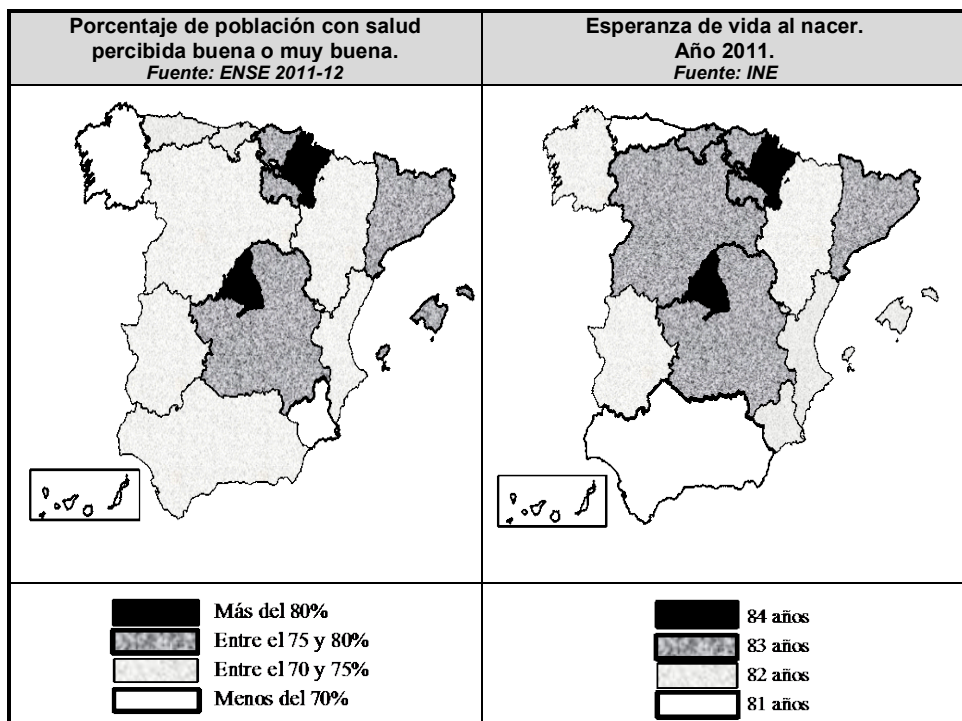 Porcentaje de población con salud
percibida buena o muy buena.
Fuente: ENSE 2011-12
Esperanza de vida al nacer.
Año 2011.
Fuente: INE
Más del 80%
Entre el 75 y 80%
Entre el 70 y 75%
Menos del 70%
84 años
83 años
82 años
81 años